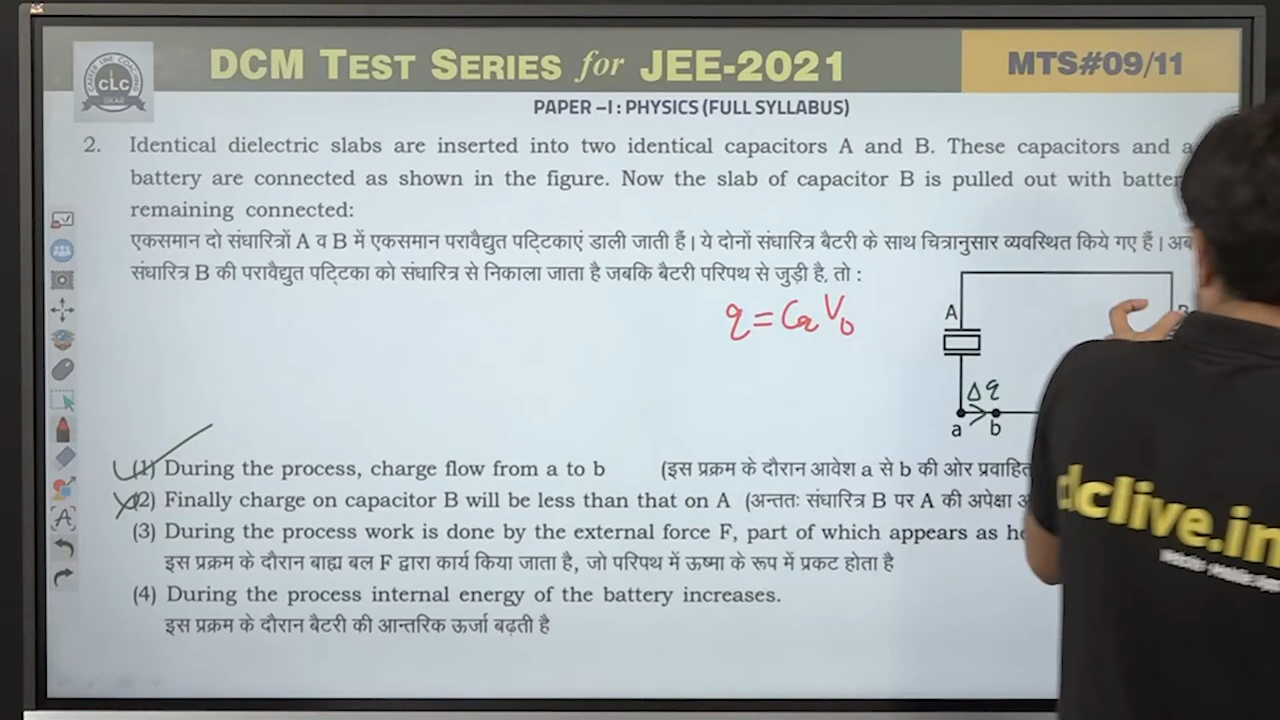 DCM TEST SERIES for JEE-2021
MTS#09/11
CLC
PAPER –I : PHYSICS (FULL SYLLABUS)
2. Identical dielectric slabs are inserted into two identical capacitors A and B. These capacitors and a
battery are connected as shown in the figure. Now the slab of capacitor B is pulled out with batter
remaining connected:
एकसमान दो संधारित्रों A व B में एकसमान परावैद्युत पट्टिकाएं डाली जाती हैं। ये दोनों संधारित्र बैटरी के साथ चित्रानुसार व्यवस्थित किये गए हैं। अब
संधारित्र B की परावैद्युत पट्टिका को संधारित्र से निकाला जाता है जबकि बैटरी परिपथ से जुड़ी है, तो :
A
Δq
a b
(1) During the process, charge flow from a to b (इस प्रक्रम के दौरान आवेश a से b की ओर प्रवाहित
(2) Finally charge on capacitor B will be less than that on A (अन्ततः संधारित्र B पर A की अपेक्षा
(3) During the process work is done by the external force F, part of which appears as
इस प्रक्रम के दौरान बाह्य बल F द्वारा कार्य किया जाता है, जो परिपथ में ऊष्मा के रूप में प्रकट होता है
(4) During the process internal energy of the battery increases.
इस प्रक्रम के दौरान बैटरी की आन्तरिक ऊर्जा बढ़ती है
clclive.in